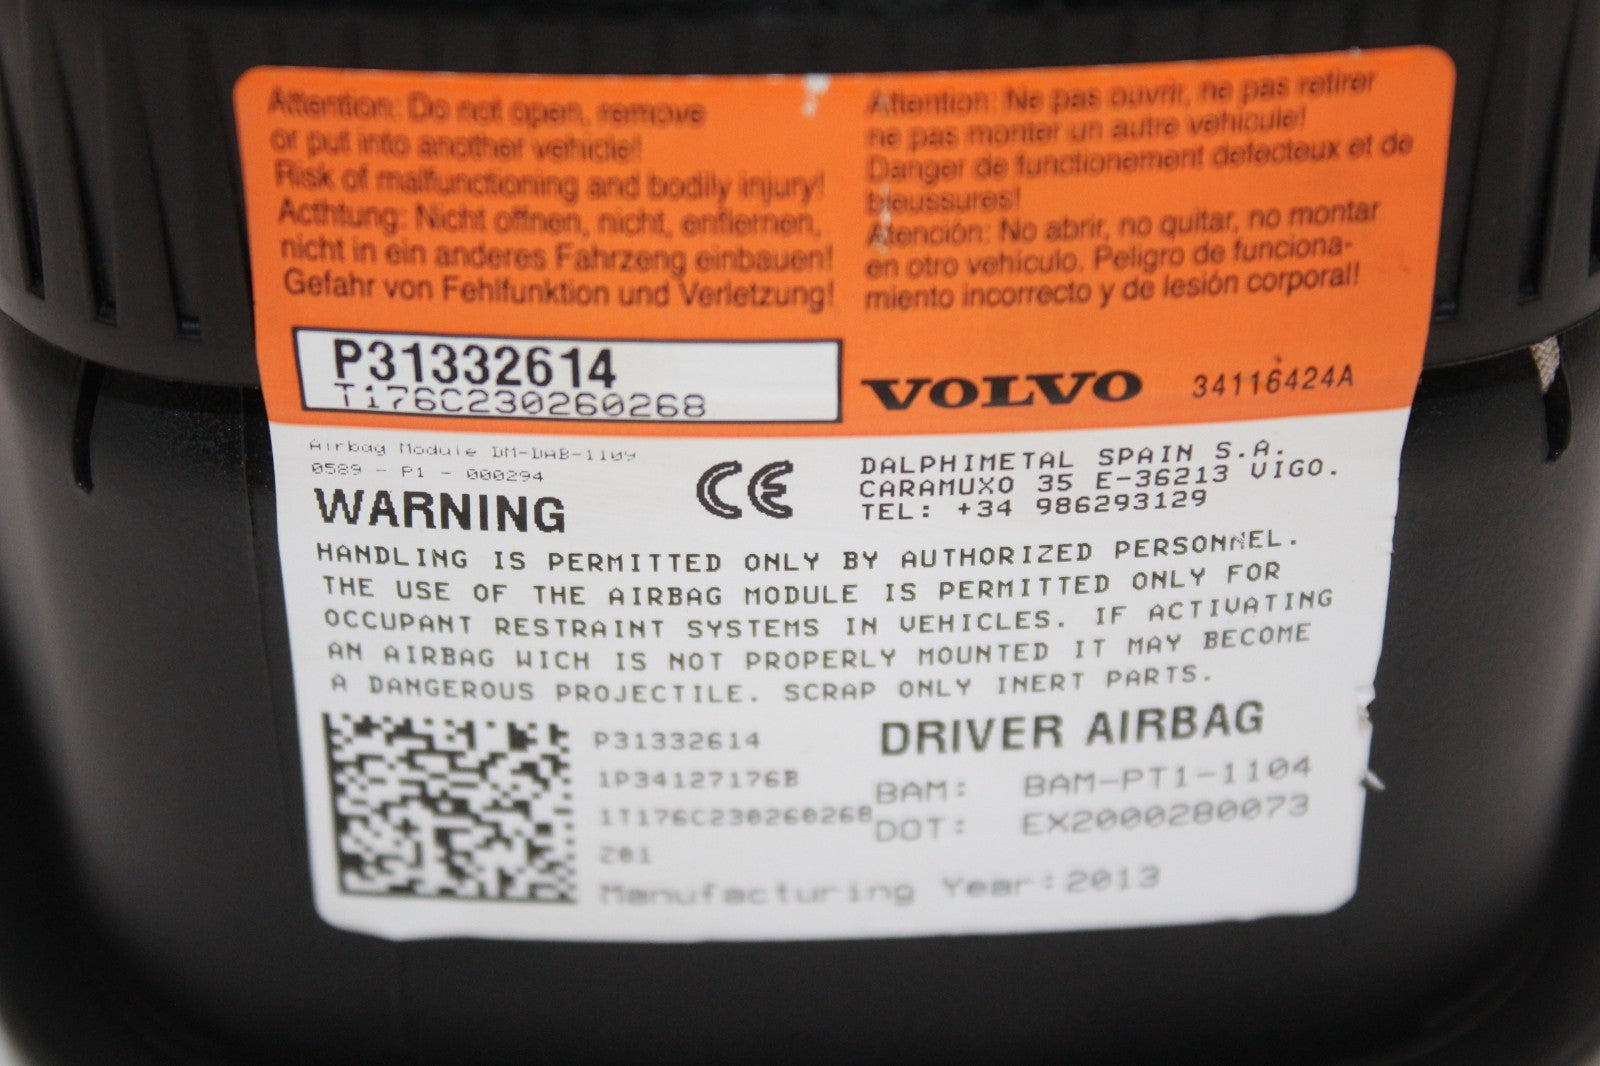 Attention: Do not open, remove
or put into another vehicle!
Risk of malfunctioning and bodily injury!
Acthtung: Nicht offnen, nicht, entfernen,
nicht in ein anderes Fahrzeng einbauen!
Gefahr von Fehlfunktion und Verletzung!
Attention: Ne pas ouvrir, ne pas retirer
ne pas monter un autre vehicule!
Danger de functionement defecteux et de
bleussures!
Atención: No abrir, no quitar, no montar
en otro vehículo. Peligro de funciona-
miento incorrecto y de lesión corporal!
P31332614
T176C230260268
VOLVO 34116424A
Airbag Module DM-DAB-1109
0589 - P1 - 000294
WARNING
CE
DALPHIMETAL SPAIN S.A.
CARAMUXO 35 E-36213 VIGO.
TEL: +34 986293129
HANDLING IS PERMITTED ONLY BY AUTHORIZED PERSONNEL.
THE USE OF THE AIRBAG MODULE IS PERMITTED ONLY FOR
OCCUPANT RESTRAINT SYSTEMS IN VEHICLES. IF ACTIVATING
AN AIRBAG WICH IS NOT PROPERLY MOUNTED IT MAY BECOME
A DANGEROUS PROJECTILE. SCRAP ONLY INERT PARTS.
P31332614
1P34127176B
1T176C230260268
Z01
DRIVER AIRBAG
BAM: BAM-PT1-1104
DOT: EX2000280073
Manufacturing Year:2013